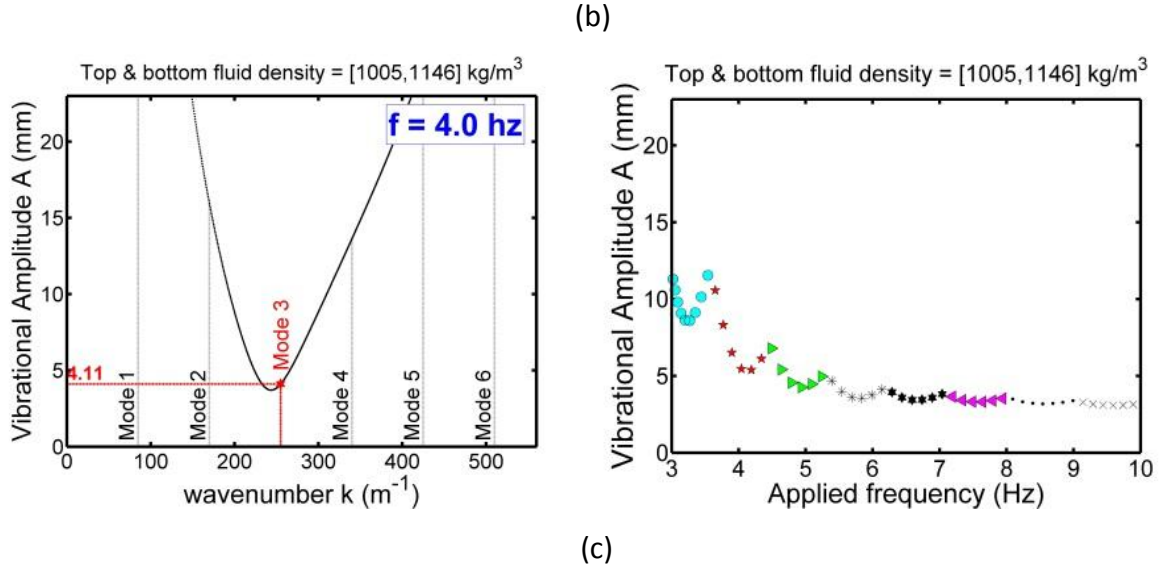 (b)
Top & bottom fluid density = [1005,1146] kg/m³
Vibrational Amplitude A (mm)
20
15
10
5
0
f = 4.0 hz
4.11
Mode 1
Mode 2
Mode 3
Mode 4
Mode 5
Mode 6
0 100 200 300 400 500
wavenumber k (m⁻¹)
Top & bottom fluid density = [1005,1146] kg/m³
Vibrational Amplitude A (mm)
20
15
10
5
0
3 4 5 6 7 8 9 10
Applied frequency (Hz)
(c)